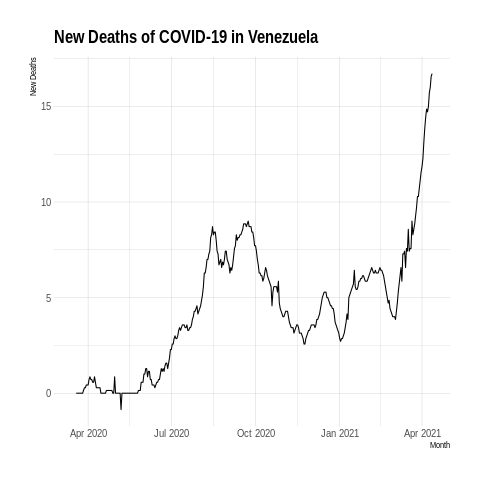 New Deaths of COVID-19 in Venezuela
New Deaths
15
10
5
0
Apr 2020 Jul 2020 Oct 2020 Jan 2021 Apr 2021
Month